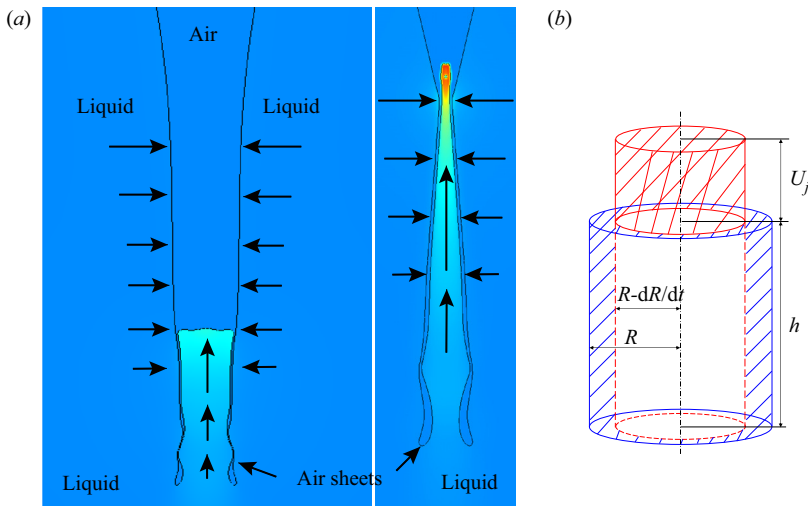 (a)
Air
Liquid
Liquid
Liquid
Air sheets
Liquid
(b)
U_j
R-dR/dt
R
h